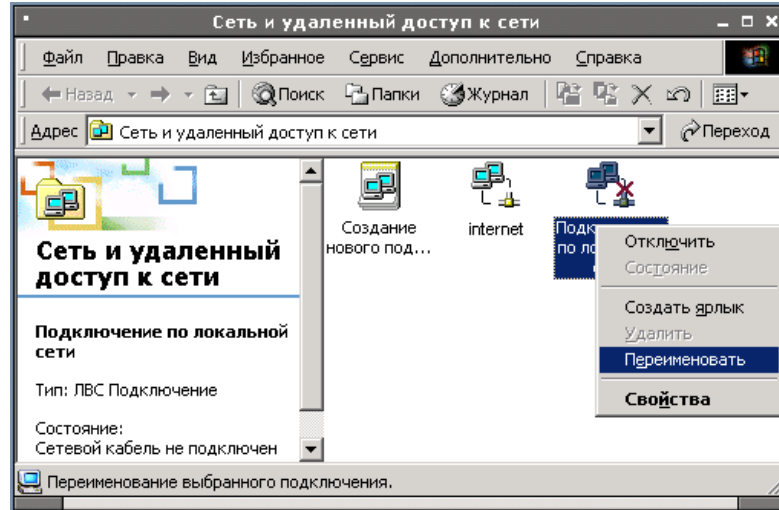 Сеть и удаленный доступ к сети
Файл Правка Вид Избранное Сервис Дополнительно Справка
Назад Поиск Папки Журнал
Адрес Сеть и удаленный доступ к сети Переход
Сеть и удаленный
доступ к сети
Подключение по локальной
сети
Тип: ЛВС Подключение
Состояние:
Сетевой кабель не подключен
Создание
нового под...
internet
по
Отключить
Состояние
Создать ярлык
Удалить
Переименовать
Свойства
Переименование выбранного подключения.